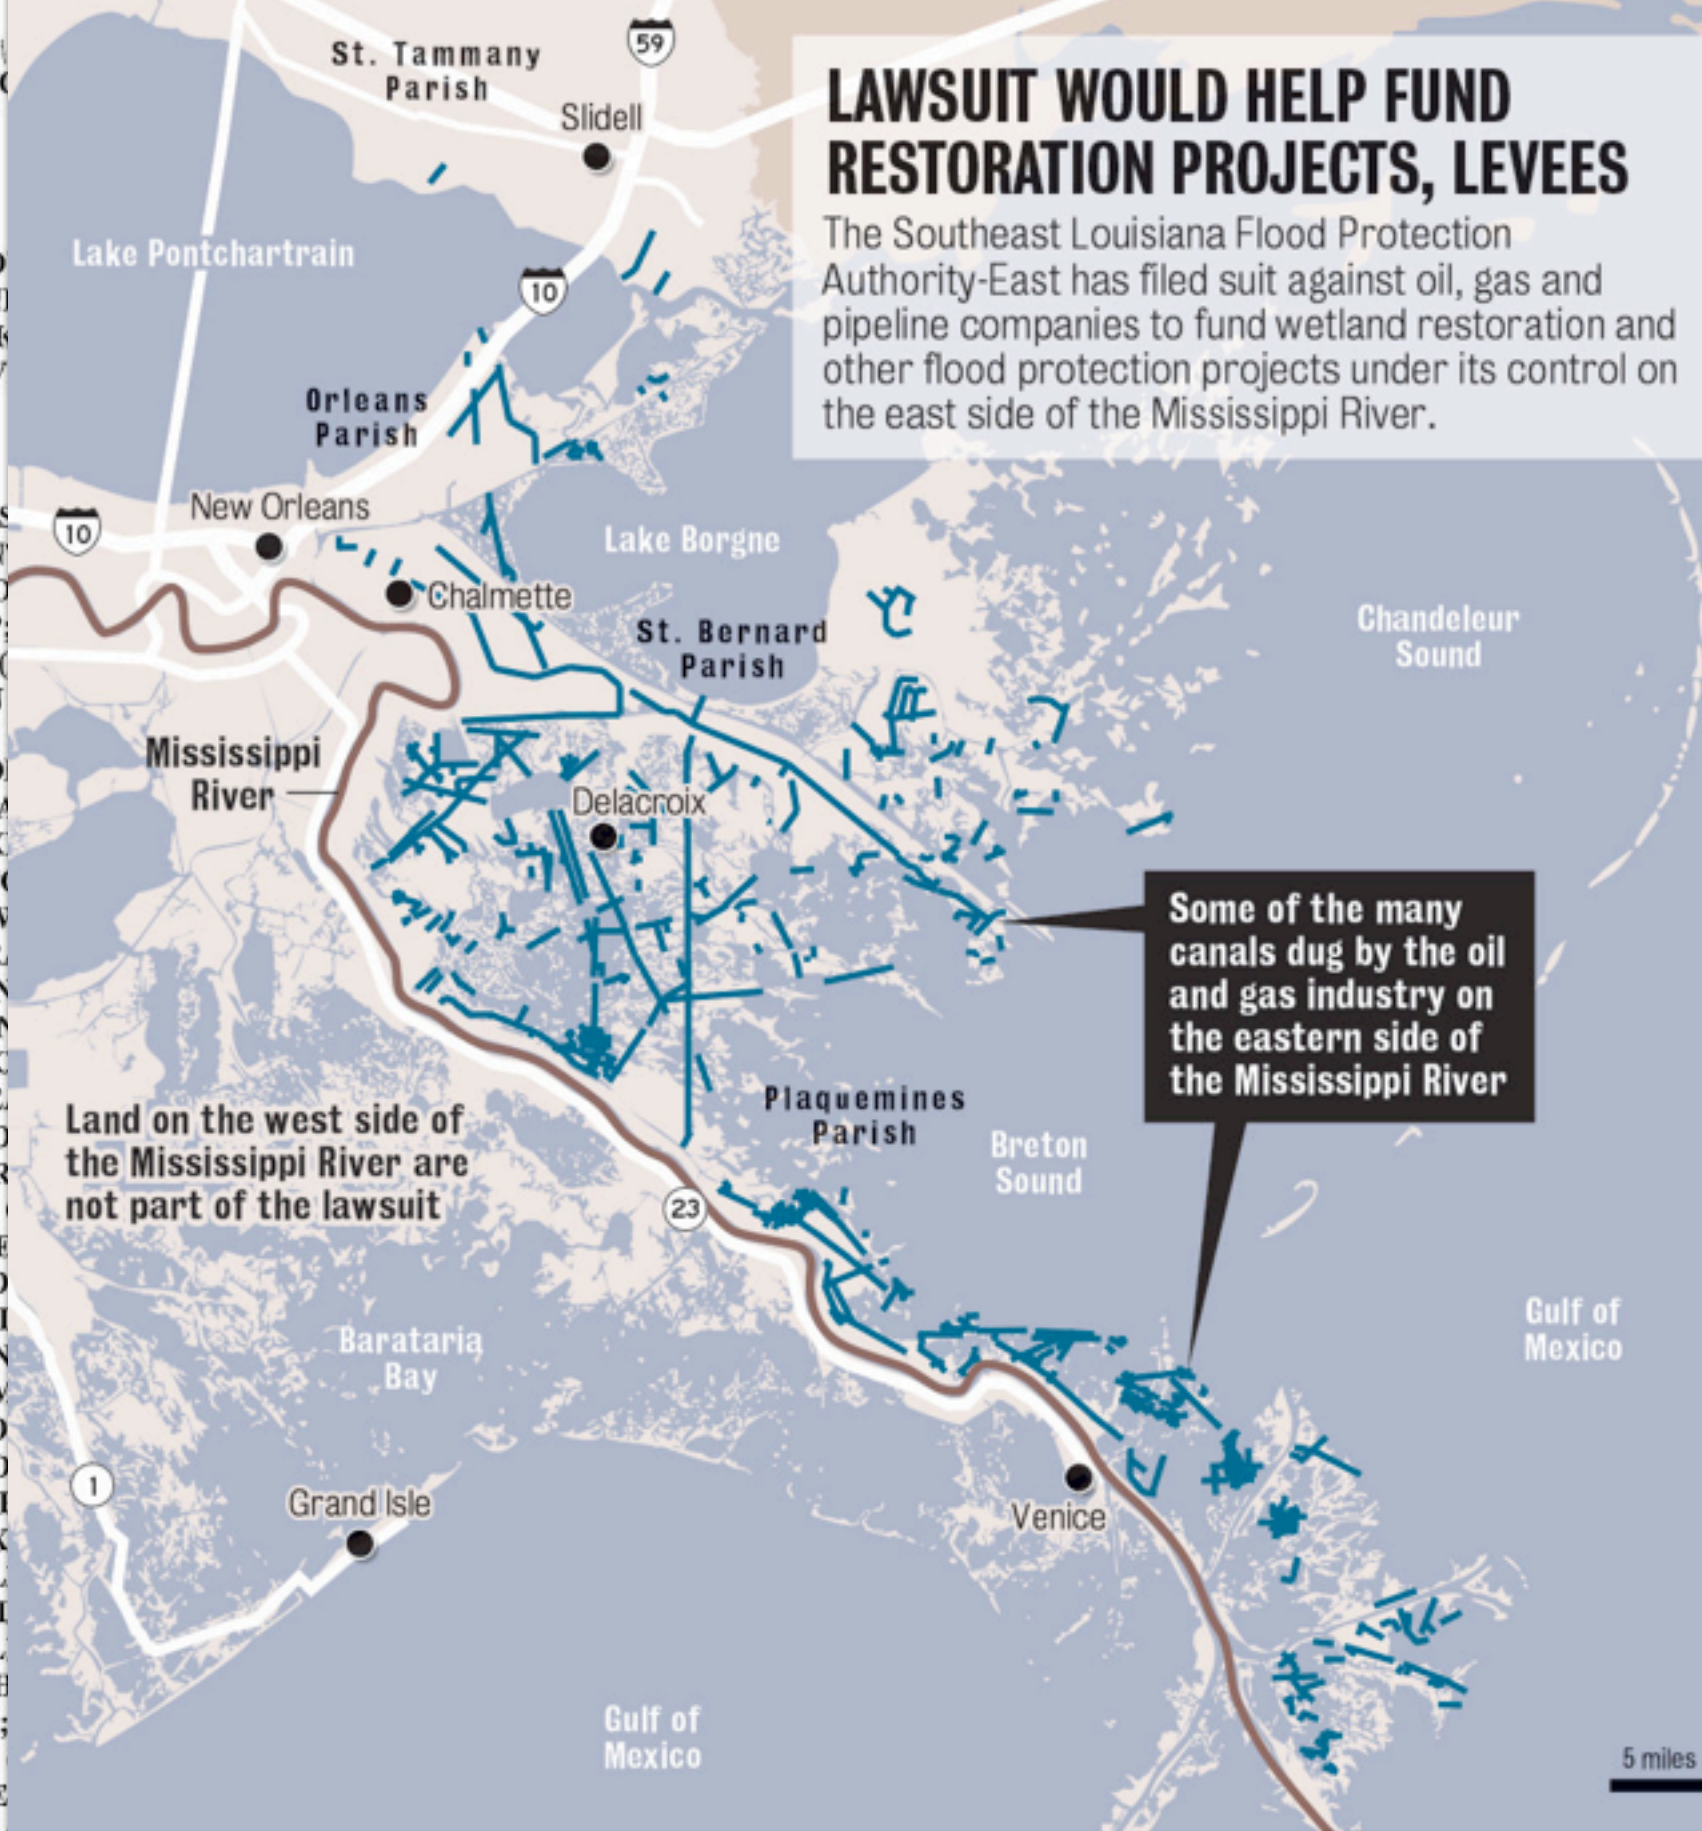 LAWSUIT WOULD HELP FUND
RESTORATION PROJECTS, LEVEES
The Southeast Louisiana Flood Protection
Authority-East has filed suit against oil, gas and
pipeline companies to fund wetland restoration and
other flood protection projects under its control on
the east side of the Mississippi River.
59
St. Tammany
Parish
Slidell
Lake Pontchartrain
10
Orleans
Parish
New Orleans
10
Lake Borgne
Chalmette
St. Bernard
Parish
Chandeleur
Sound
Mississippi
River
Delacroix
Some of the many
canals dug by the oil
and gas industry on
the eastern side of
the Mississippi River
Plaquemines
Parish
Breton
Sound
Land on the west side of
the Mississippi River are
not part of the lawsuit
23
Barataria
Bay
Gulf of
Mexico
1
Grand Isle
Venice
Gulf of
Mexico
5 miles